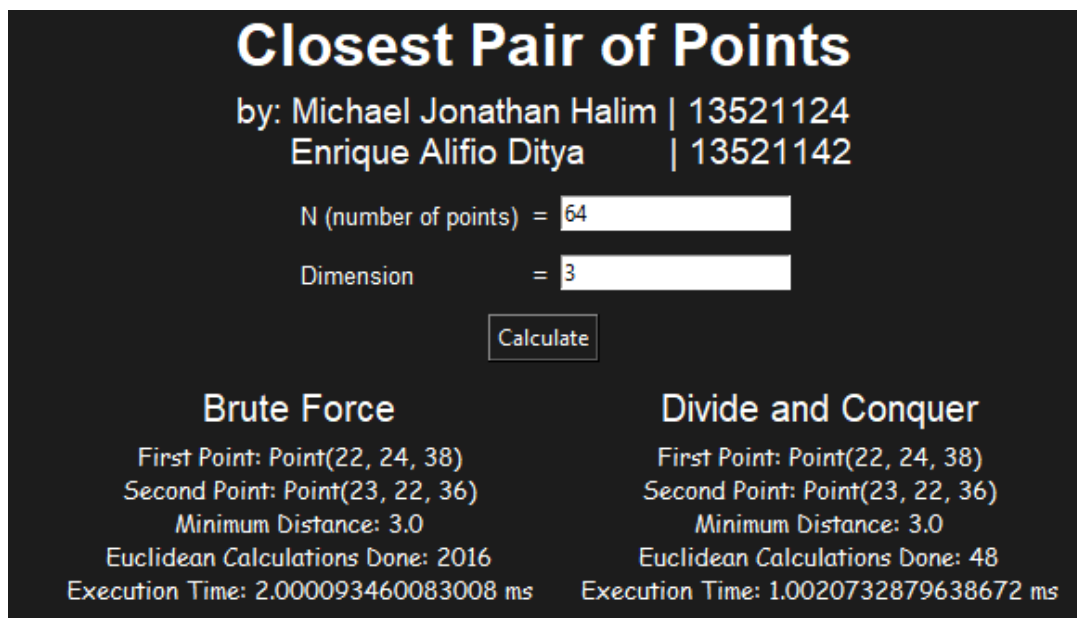 Closest Pair of Points
by: Michael Jonathan Halim | 13521124
Enrique Alifio Ditya | 13521142
N (number of points) = 64
Dimension = 3
Calculate
Brute Force
First Point: Point(22, 24, 38)
Second Point: Point(23, 22, 36)
Minimum Distance: 3.0
Euclidean Calculations Done: 2016
Execution Time: 2.000093460083008 ms
Divide and Conquer
First Point: Point(22, 24, 38)
Second Point: Point(23, 22, 36)
Minimum Distance: 3.0
Euclidean Calculations Done: 48
Execution Time: 1.0020732879638672 ms